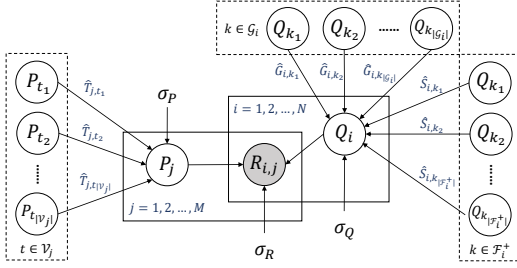 k ∈ 𝒢_i
Q_{k_1}
Q_{k_2}
......
Q_{k_{|𝒢_i|}}
Ĝ_{i,k_1}
Ĝ_{i,k_2}
Ĝ_{i,k_{|𝒢_i|}}
P_{t_1}
P_{t_2}
......
P_{t_{|𝒱_j|}}
t ∈ 𝒱_j
T̂_{j,t_1}
T̂_{j,t_2}
T̂_{j,t_{|𝒱_j|}}
σ_P
P_j
j = 1, 2, ..., M
i = 1, 2, ..., N
R_{i,j}
Q_i
σ_R
σ_Q
Ŝ_{i,k_1}
Ŝ_{i,k_2}
Ŝ_{i,k_{|ℱ_i^+|}}
Q_{k_1}
Q_{k_2}
......
Q_{k_{|ℱ_i^+|}}
k ∈ ℱ_i^+